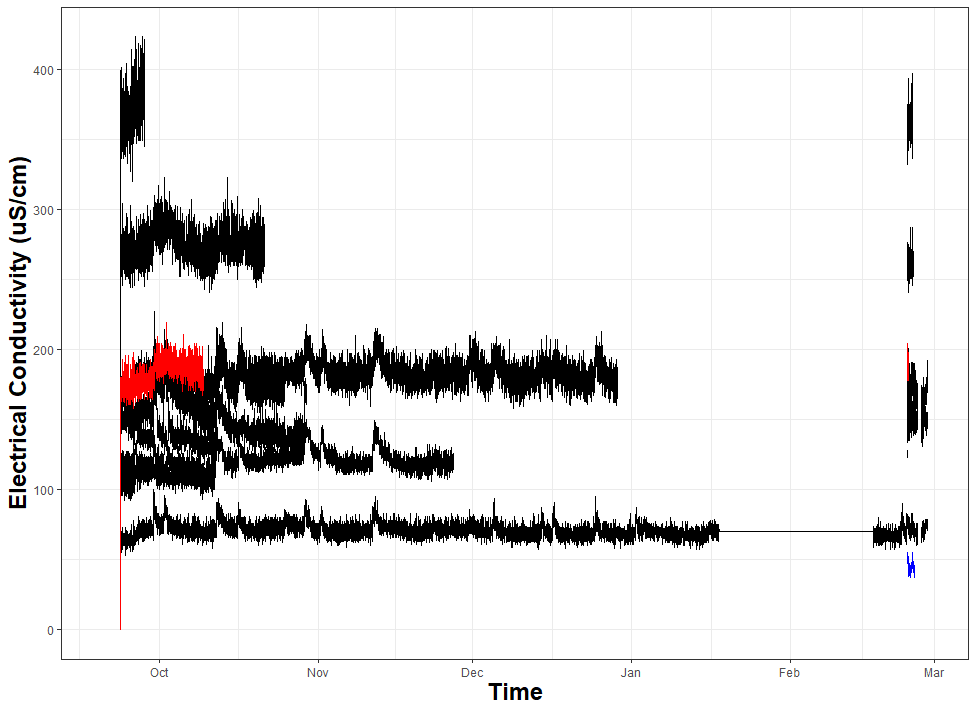 Electrical Conductivity (uS/cm)
400
300
200
100
0
Oct
Nov
Dec
Jan
Feb
Mar
Time